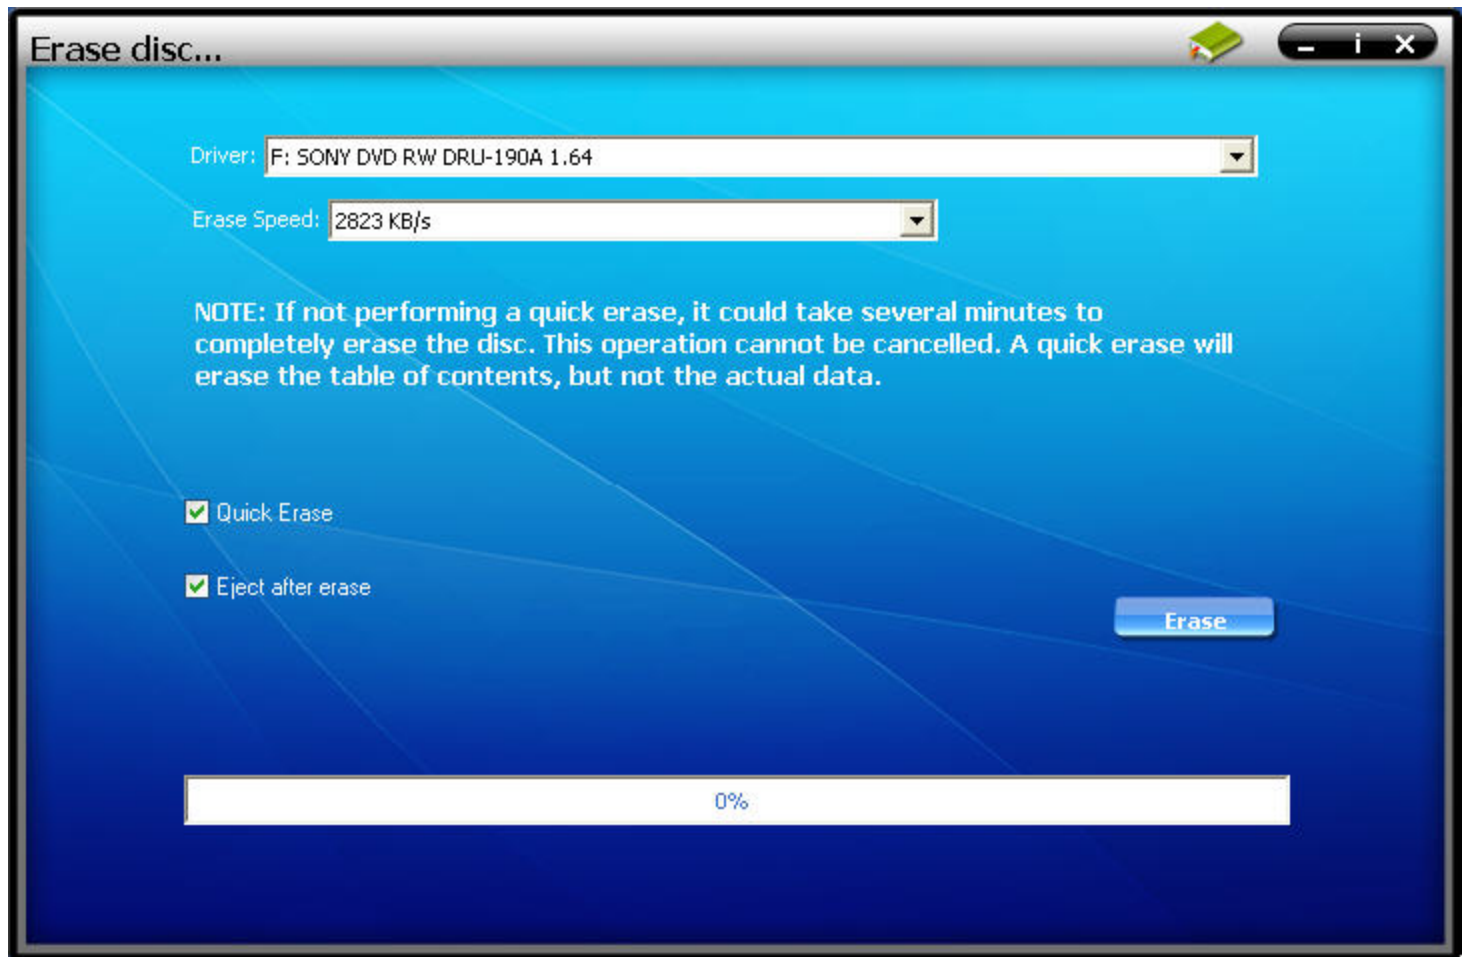 Erase disc...
Driver: F: SONY DVD RW DRU-190A 1.64
Erase Speed: 2823 KB/s
NOTE: If not performing a quick erase, it could take several minutes to
completely erase the disc. This operation cannot be cancelled. A quick erase will
erase the table of contents, but not the actual data.
Quick Erase
Eject after erase
Erase
0%